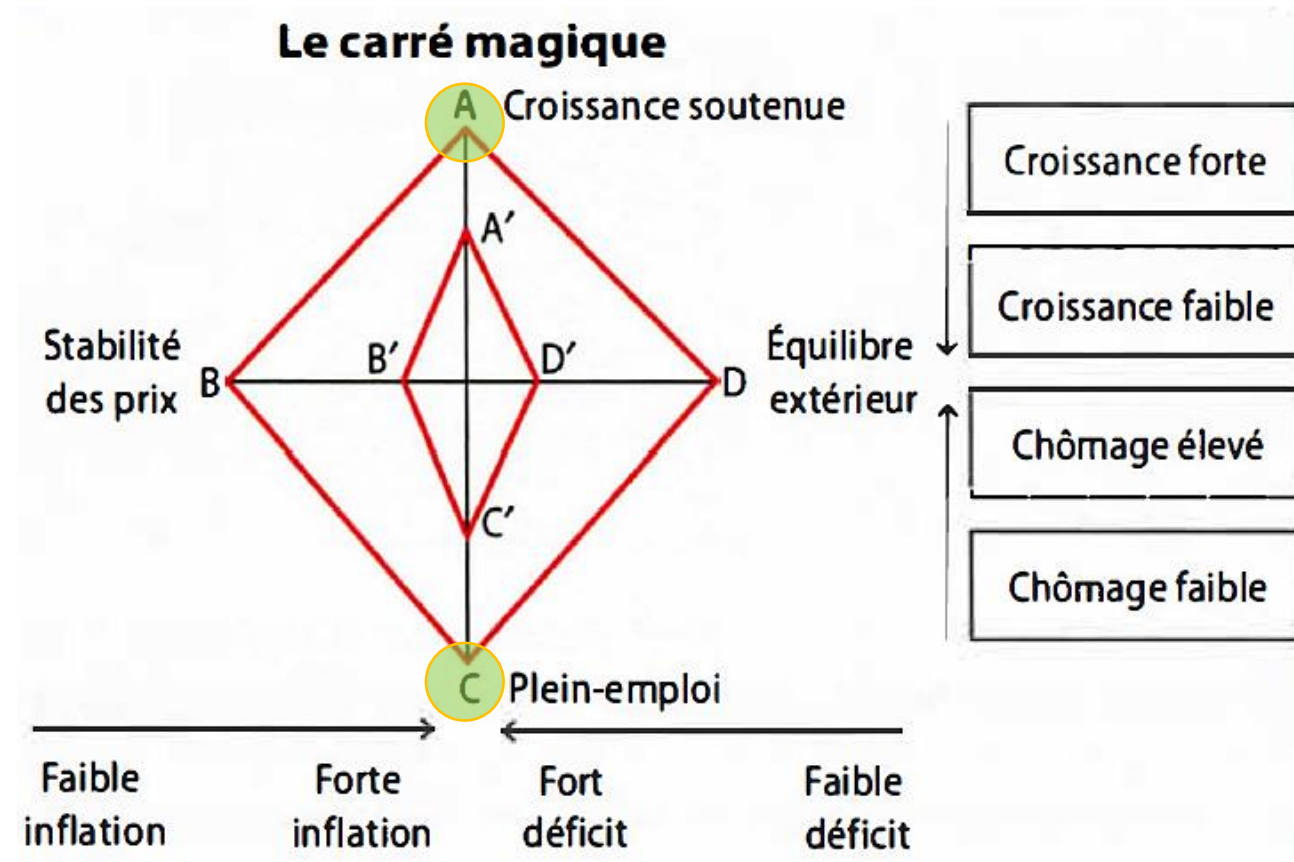 Le carré magique
A Croissance soutenue
A′
Stabilité
des prix
B
B′
D′
D
Équilibre
extérieur
C′
C Plein-emploi
Croissance forte
Croissance faible
Chômage élevé
Chômage faible
Faible
inflation
Forte
inflation
Fort
déficit
Faible
déficit